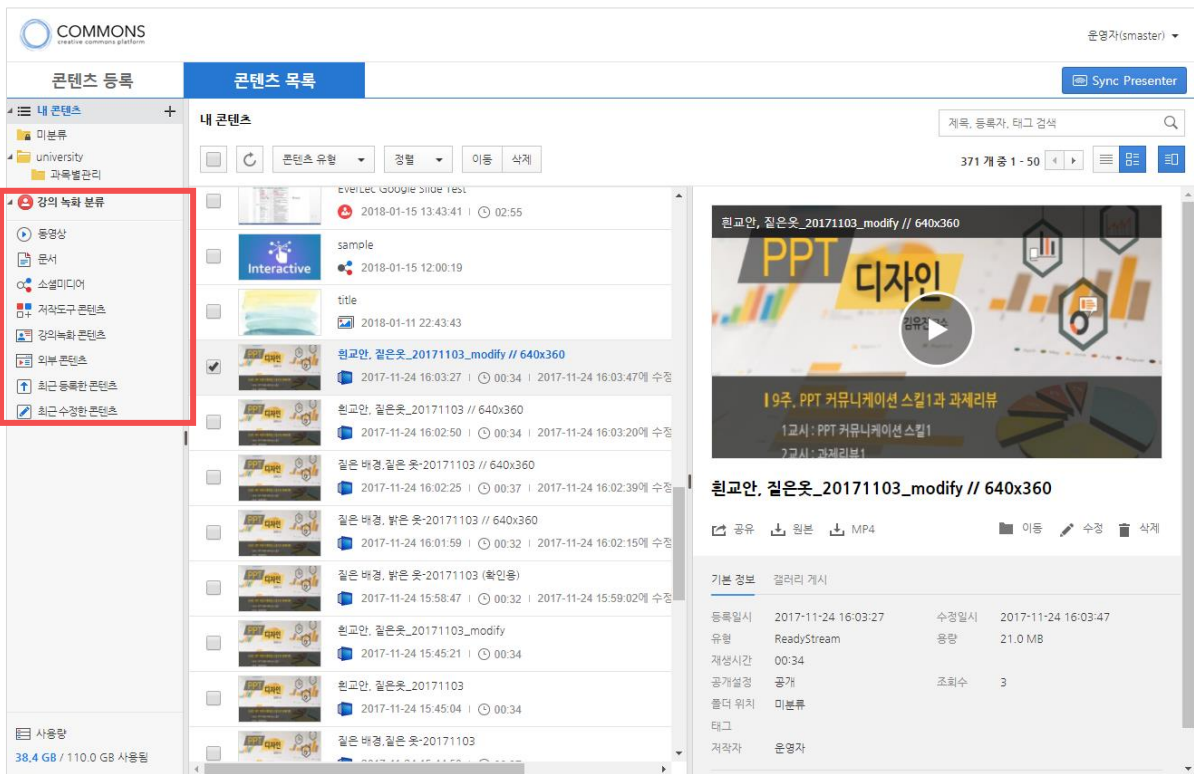 COMMONS
creative commons platform
운영자(smaster)
콘텐츠 등록
콘텐츠 목록
Sync Presenter
내 콘텐츠
미분류
university
과목별관리
강의 녹화 분류
동영상
문서
소셜미디어
저작도구 콘텐츠
강의녹화 콘텐츠
외부 콘텐츠
최근 등록한 콘텐츠
최근 수정한 콘텐츠
사용량
38.4 GB / 110.0 GB 사용됨
내 콘텐츠
제목, 등록자, 태그 검색
콘텐츠 유형
정렬
이동
삭제
371 개 중 1 - 50
EverLec Google Slide Test
2018-01-15 13:43:41 02:55
sample
Interactive
2018-01-15 12:00:19
title
2018-01-11 22:43:43
흰교안, 짙은옷_20171103_modify // 640x360
2017-11-24 16:03:27 00:34 2017-11-24 16:03:47에 수정
흰교안, 짙은옷_20171103 // 640x360
2017-11-24 16:02:50 00:34 2017-11-24 16:03:20에 수정
짙은 배경,짙은 옷-20171103 // 640x360
2017-11-24 16:02:25 00:27 2017-11-24 16:02:39에 수정
짙은 배경, 밝은 옷-20171103 // 640x360
2017-11-24 16:01:59 00:32 2017-11-24 16:02:15에 수정
짙은 배경, 밝은 옷-20171103 (확인용)
2017-11-24 15:58:47 00:32 2017-11-24 15:59:02에 수정
흰교안, 짙은옷_20171103_modify
2017-11-24 15:45:21 00:34
흰교안, 짙은옷_20171103
2017-11-24 15:45:04 00:34
짙은 배경,짙은 옷-20171103
흰교안, 짙은옷_20171103_modify // 640x360
PPT
디자인
9주. PPT 커뮤니케이션 스킬1과 과제리뷰
1교시 : PPT 커뮤니케이션 스킬1
2교시 : 과제리뷰1
흰교안, 짙은옷_20171103_modify // 640x360
공유
원본
MP4
이동
수정
삭제
기본 정보
갤러리 게시
등록일시 2017-11-24 16:03:27 수정일시 2017-11-24 16:03:47
유형 ReadyStream 용량 21.0 MB
재생시간 00:34
공개설정 공개 조회수 3
폴더 위치 미분류
태그
저작자 운영자